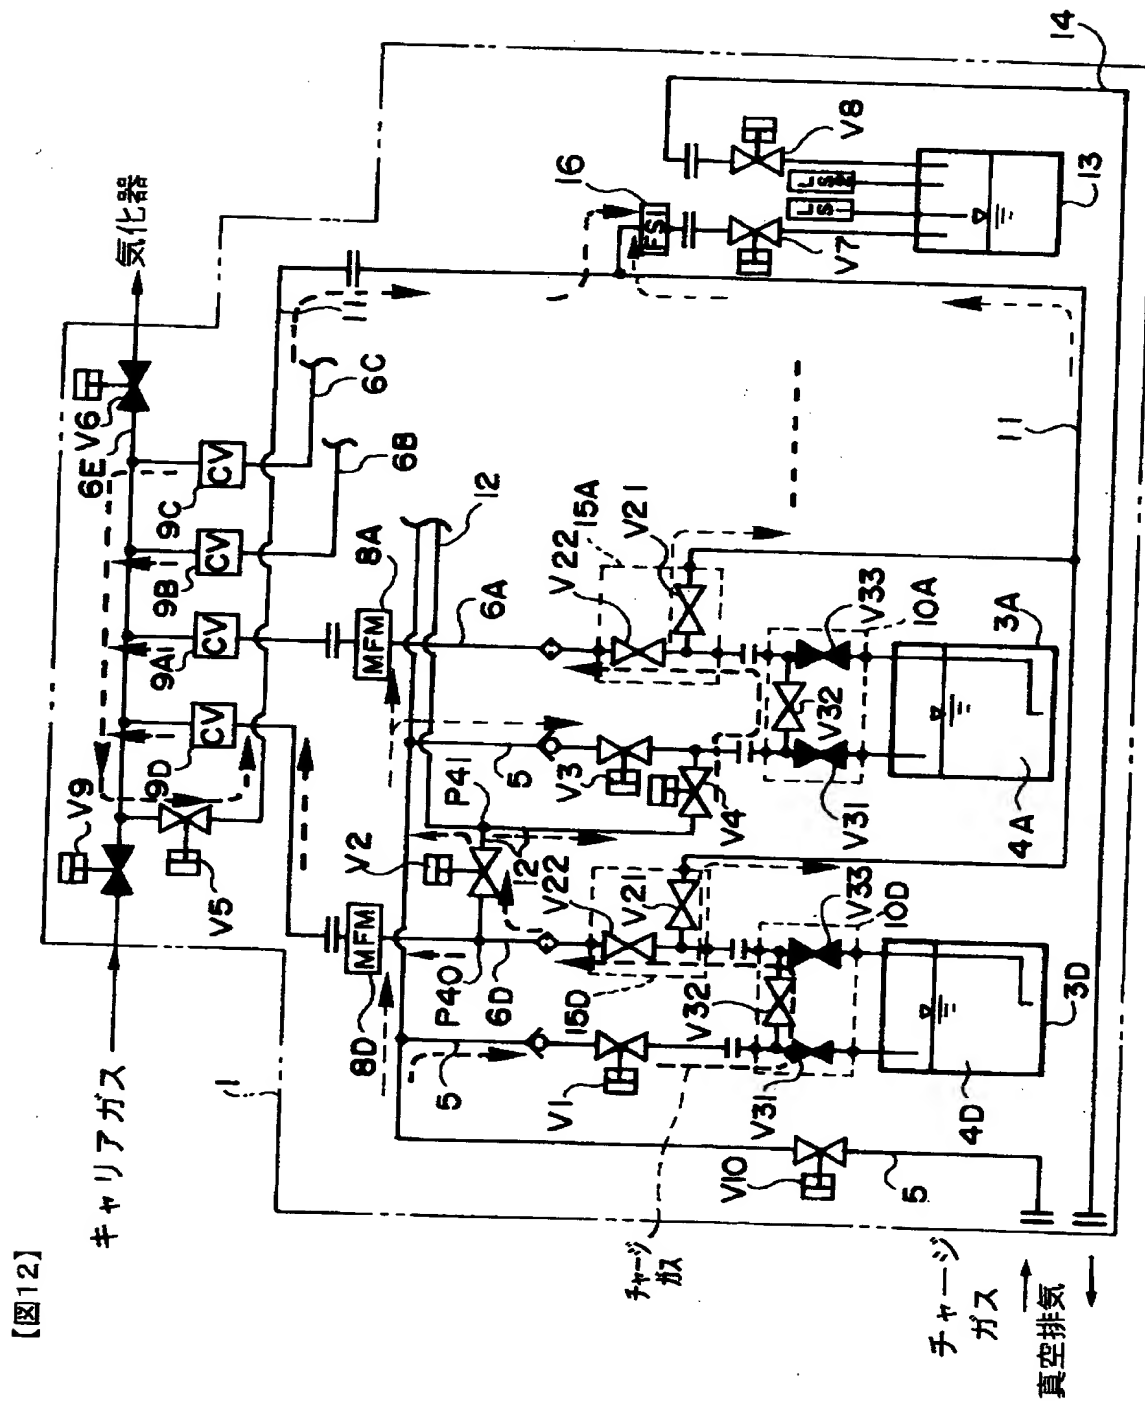 【図12】
キャリアガス
気化器
V9
V6
6E
9D
9A
9B
9C
CV
CV
CV
CV
V5
11
6C
6B
12
8A
MFM
8D
MFM
1
V2
P41
P401
12
6A
6D
5
5
V3
V4
V1
V22
V21
15A
V22
V21
15D
V33
10A
V32
V31
V33
10D
V32
V31
3A
4A
3D
4D
V10
5
チャージ
ガス
チャージ
ガス
真空排気
11
16
FS1
V7
V8
13
14